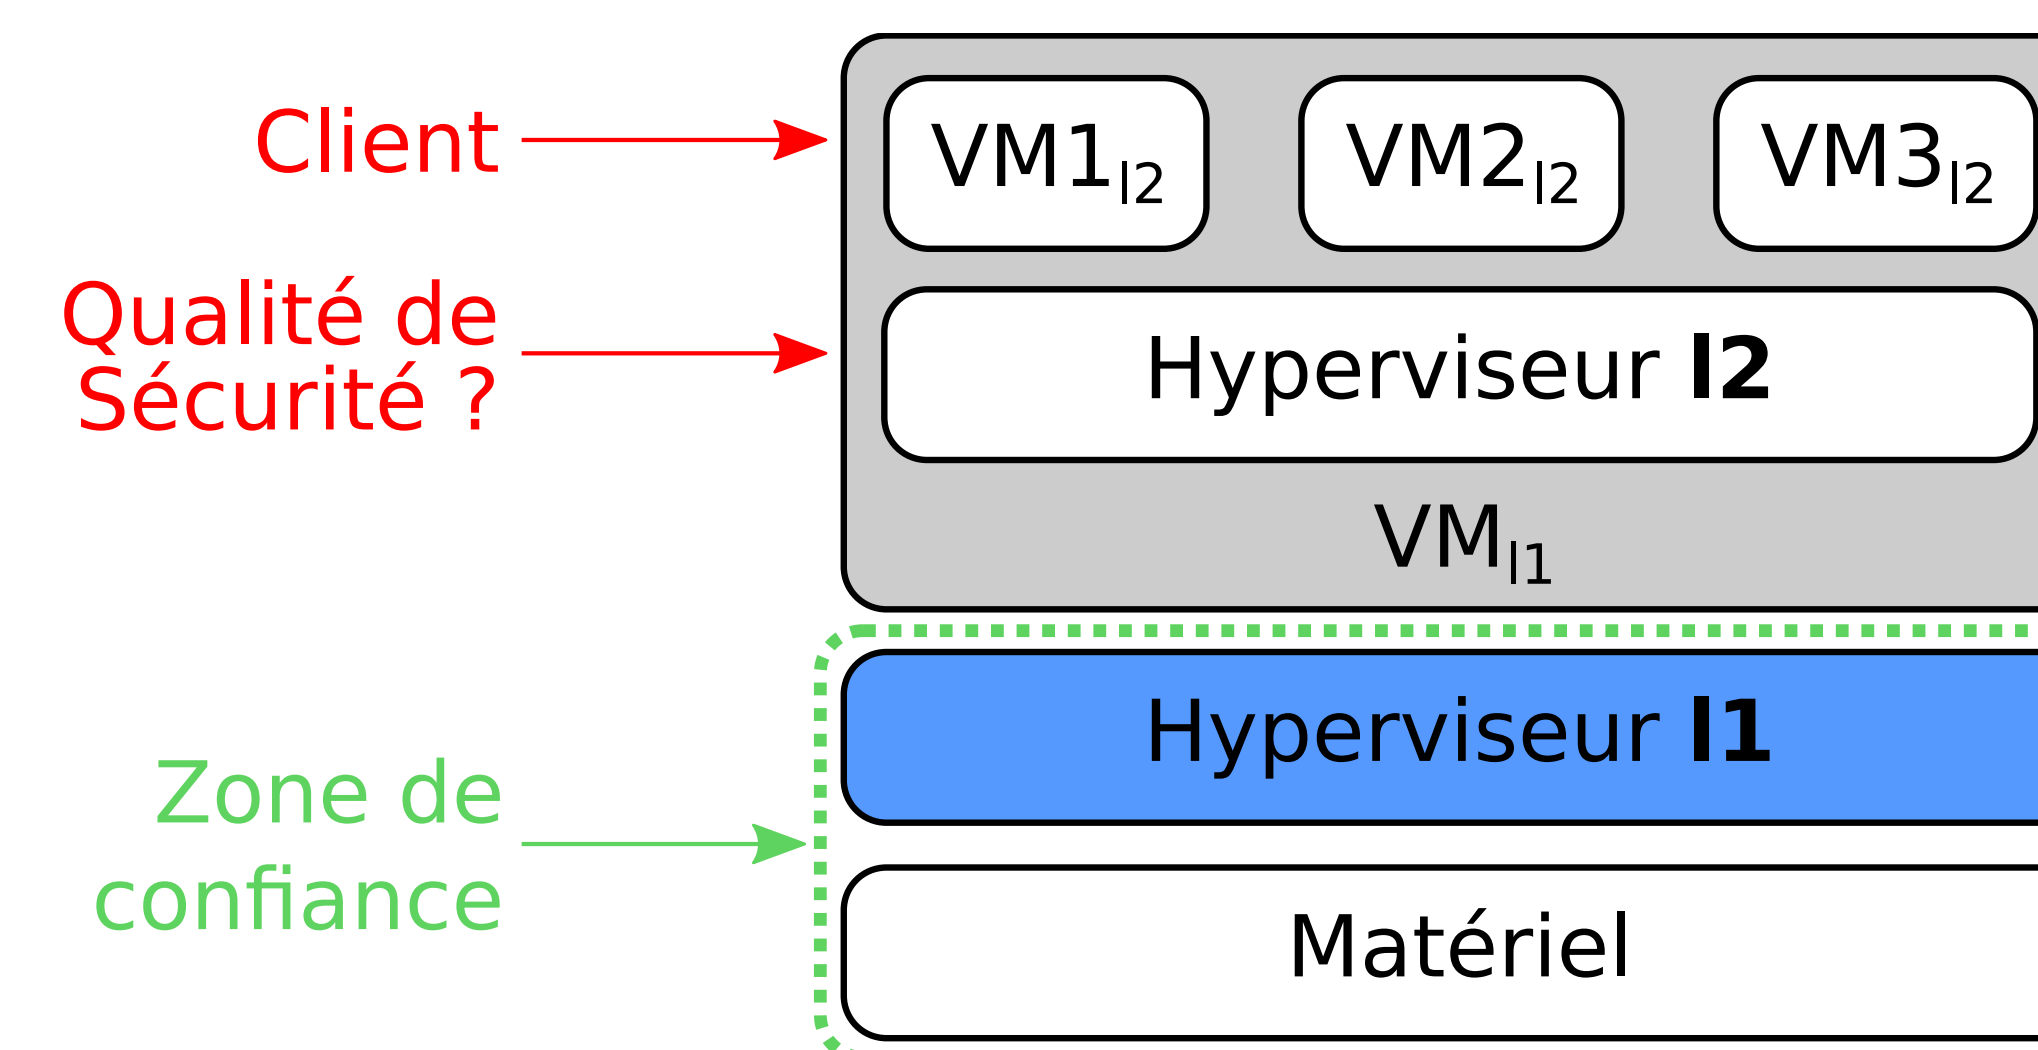 Client
VM1l2 VM2l2 VM3l2
Qualité de
Sécurité ?
Hyperviseur l2
VMl1
Hyperviseur l1
Zone de
confiance
Matériel